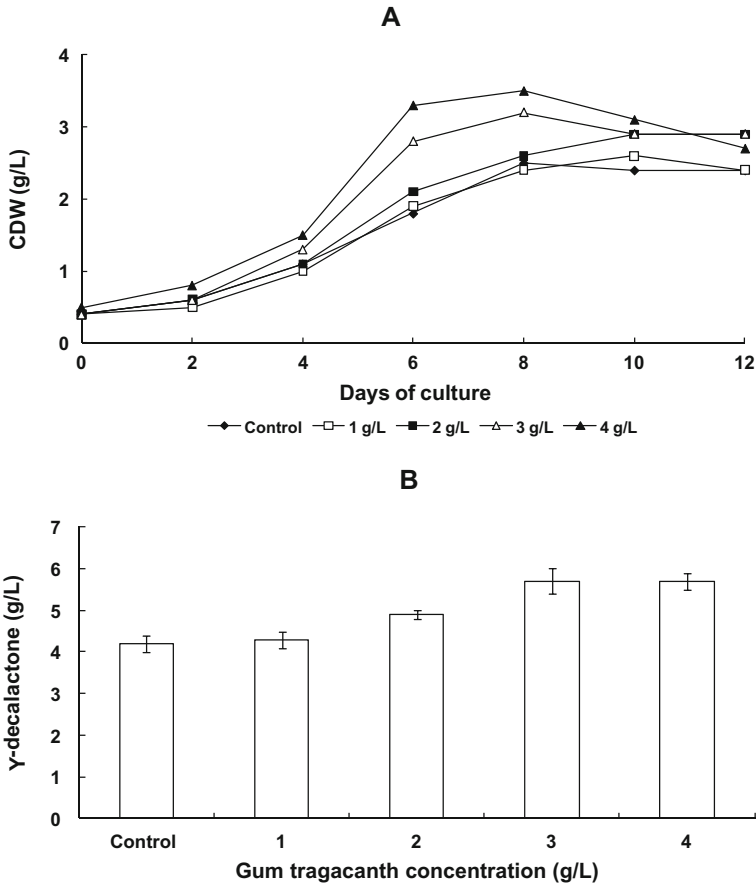 A
4
3
2
1
0
CDW (g/L)
0 2 4 6 8 10 12
Days of culture
Control 1 g/L 2 g/L 3 g/L 4 g/L
B
7
6
5
4
3
2
1
0
Y-decalactone (g/L)
Control 1 2 3 4
Gum tragacanth concentration (g/L)